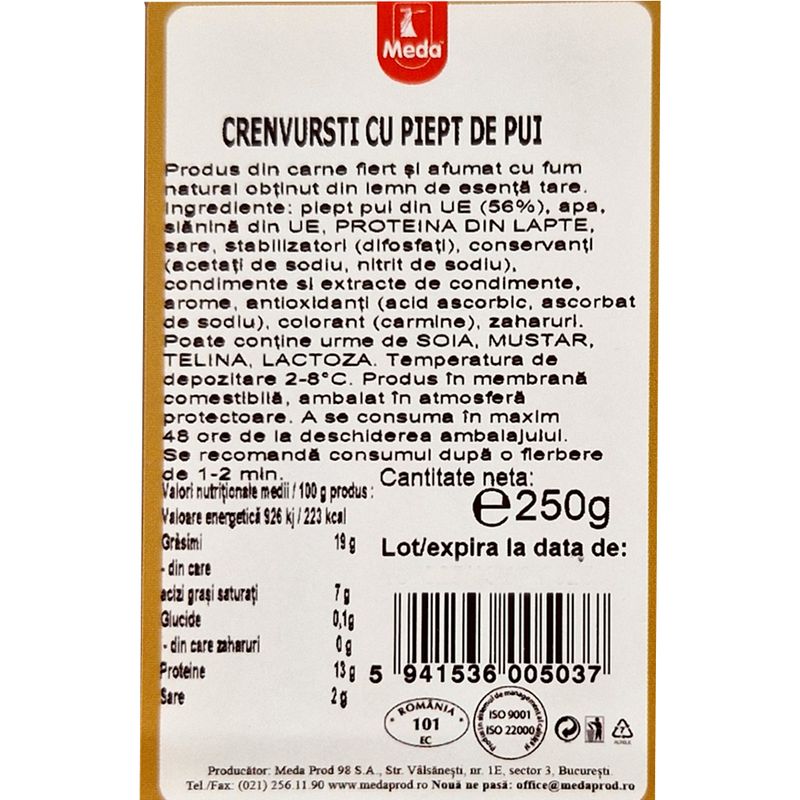 Meda
CRENVURSTI CU PIEPT DE PUI
Produs din carne fiert și afumat cu fum
natural obținut din lemn de esență tare.
Ingrediente: piept pui din UE (56%), apa,
slănină din UE, PROTEINA DIN LAPTE,
sare, stabilizatori (difosfați), conservanți
(acetați de sodiu, nitrit de sodiu),
condimente si extracte de condimente,
arome, antioxidanți (acid ascorbic, ascorbat
de sodiu), colorant (carmine), zaharuri.
Poate conține urme de SOIA, MUSTAR,
TELINA, LACTOZA. Temperatura de
depozitare 2-8°C. Produs în membrană
comestibilă, ambalat în atmosferă
protectoare. A se consuma în maxim
48 ore de la deschiderea ambalajului.
Se recomandă consumul după o fierbere
de 1-2 min.
Cantitate neta:
℮250g
Lot/expira la data de:
Valori nutriționale medii / 100 g produs :
Valoare energetică 926 kj / 223 kcal
Grăsimi 19 g
- din care
acizi grași saturați 7 g
Glucide 0,1g
- din care zaharuri 0 g
Proteine 13 g
Sare 2 g
5 941536 005037
ROMÂNIA
101
EC
ISO 9001
ISO 22000
Producător: Meda Prod 98 S.A., Str. Vâlsănești, nr. 1E, sector 3, București
Tel./Fax: (021) 256.11.90 www.medaprod.ro Nouă ne pasă: office@medaprod.ro